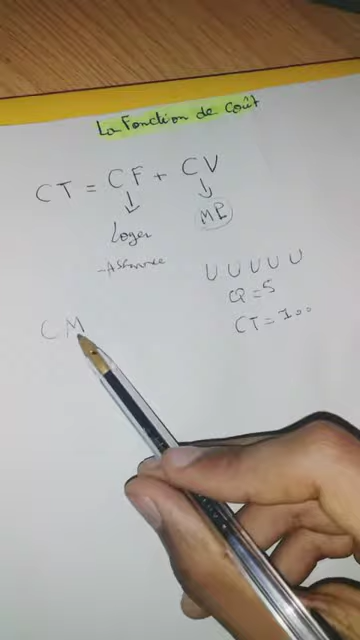 La Fonction de coût
CT = CF + CV
Loyer
MP
-Assurance
U U U U U
Q = 5
CT = 100
CM